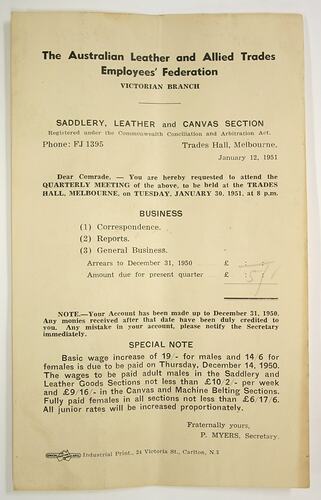 The Australian Leather and Allied Trades
Employees' Federation
VICTORIAN BRANCH
SADDLERY, LEATHER and CANVAS SECTION
Registered under the Commonwealth Conciliation and Arbitration Act.
Phone: FJ 1395 Trades Hall, Melbourne.
January 12, 1951
Dear Comrade, — You are hereby requested to attend the
QUARTERLY MEETING of the above, to be held at the TRADES
HALL, MELBOURNE, on TUESDAY, JANUARY 30, 1951, at 8 p.m.
BUSINESS
(1) Correspondence.
(2) Reports.
(3) General Business.
Arrears to December 31, 1950 £
Amount due for present quarter £
NOTE.—Your Account has been made up to December 31, 1950.
Any monies received after that date have been duly credited to
you. Any mistake in your account, please notify the Secretary
immediately.
SPECIAL NOTE
Basic wage increase of 19/- for males and 14/6 for
females is due to be paid on Thursday, December 14, 1950.
The wages to be paid adult males in the Saddlery and
Leather Goods Sections not less than £10/2/- per week
and £9/16/- in the Canvas and Machine Belting Sections.
Fully paid females in all sections not less than £6/17/6.
All junior rates will be increased proportionately.
Fraternally yours,
P. MYERS, Secretary.
Industrial Print., 24 Victoria St., Carlton, N.3